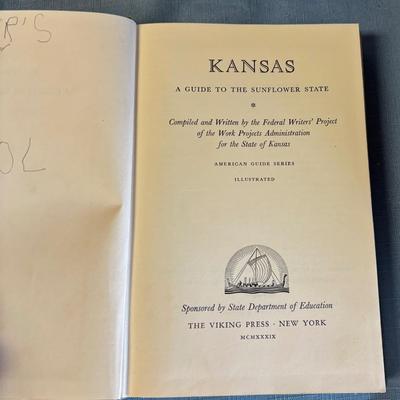 R'S
OL
KANSAS
A GUIDE TO THE SUNFLOWER STATE
*
Compiled and Written by the Federal Writers' Project
of the Work Projects Administration
for the State of Kansas
AMERICAN GUIDE SERIES
ILLUSTRATED
Sponsored by State Department of Education
THE VIKING PRESS · NEW YORK
MCMXXXIX